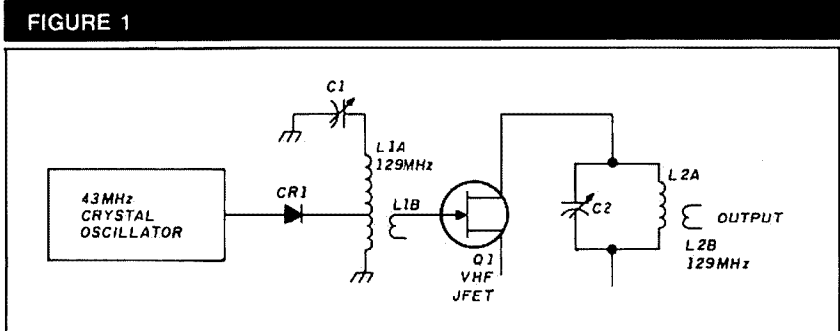 FIGURE 1
C1
L1A
129MHz
43MHz
CRYSTAL
OSCILLATOR
CR1
L1B
Q1
VHF
JFET
C2
L2A
OUTPUT
L2B
129MHz